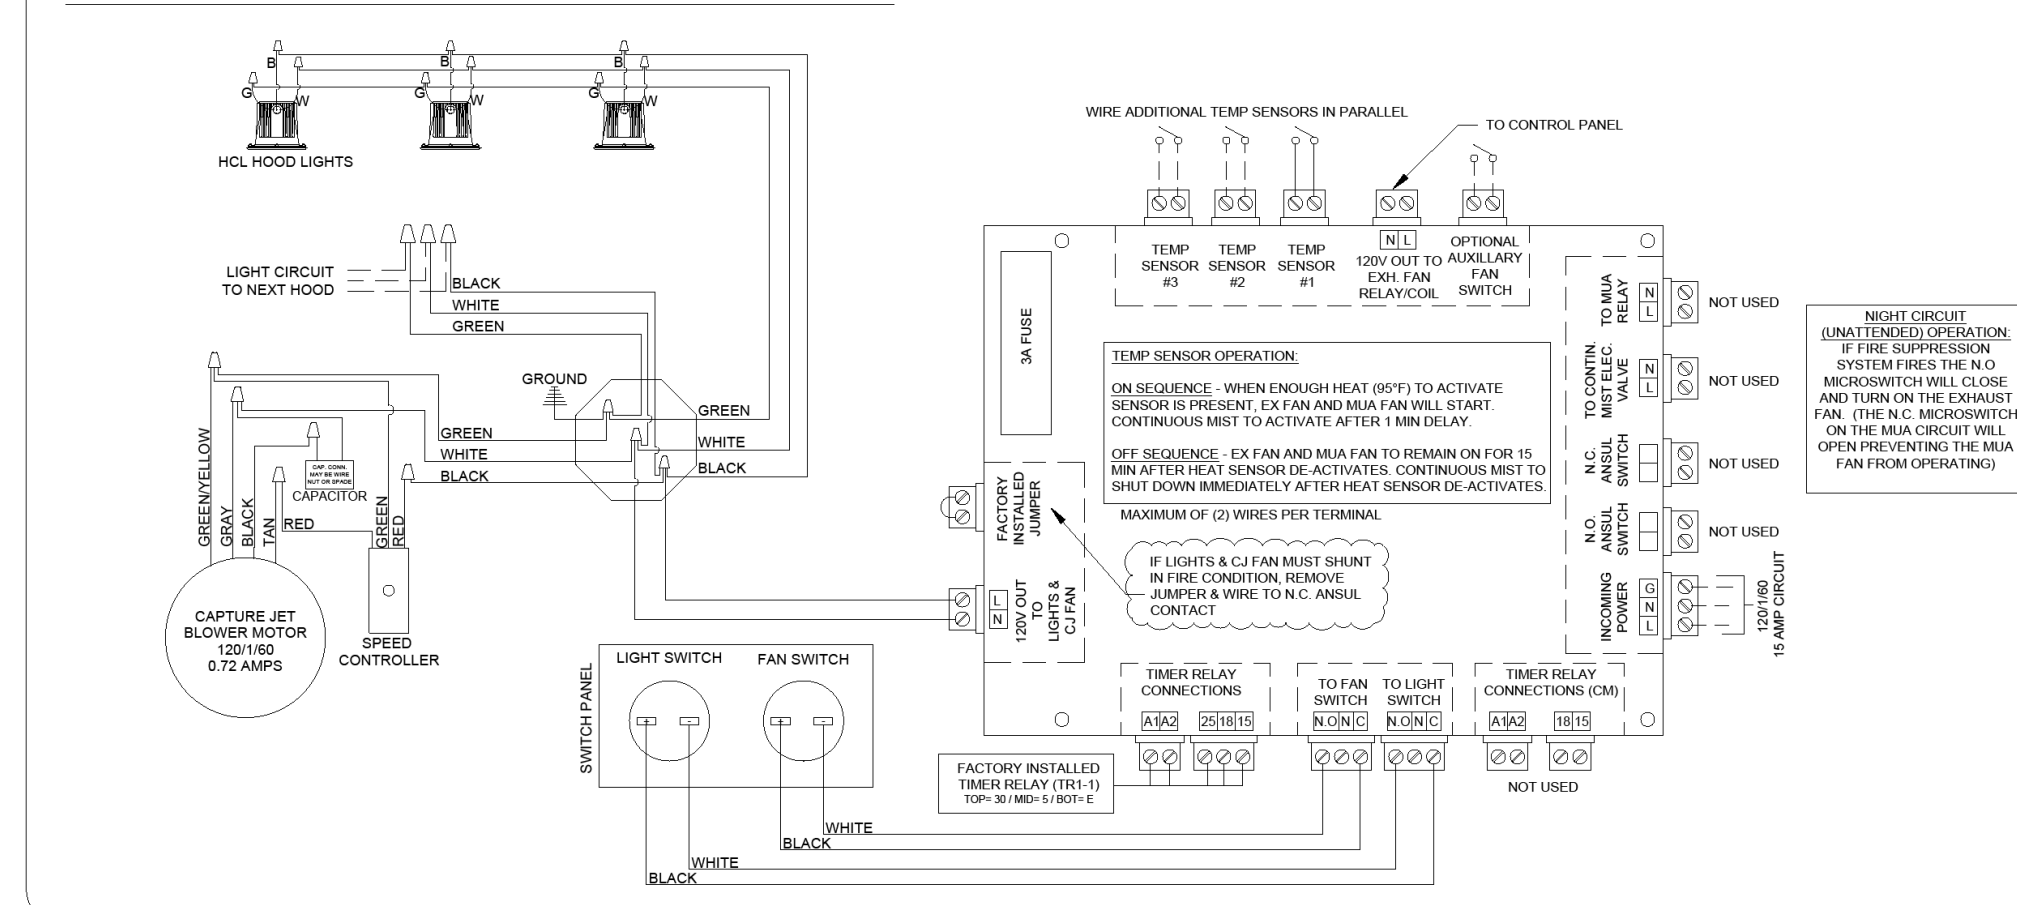 B
G
W
B
G
W
B
G
W
HCL HOOD LIGHTS
LIGHT CIRCUIT
TO NEXT HOOD
BLACK
WHITE
GREEN
GROUND
GREEN
WHITE
BLACK
GREEN
WHITE
BLACK
GREEN/YELLOW
GRAY
BLACK
TAN
RED
CAP. CONN.
MAY BE WIRE
NUT OR SPADE
CAPACITOR
GREEN
RED
CAPTURE JET
BLOWER MOTOR
120/1/60
0.72 AMPS
SPEED
CONTROLLER
SWITCH PANEL
LIGHT SWITCH
FAN SWITCH
WHITE
BLACK
WHITE
BLACK
WIRE ADDITIONAL TEMP SENSORS IN PARALLEL
TO CONTROL PANEL
TEMP
SENSOR
#3
TEMP
SENSOR
#2
TEMP
SENSOR
#1
N L
120V OUT TO
EXH. FAN
RELAY/COIL
OPTIONAL
AUXILLARY
FAN
SWITCH
3A FUSE
TEMP SENSOR OPERATION:
ON SEQUENCE - WHEN ENOUGH HEAT (95°F) TO ACTIVATE
SENSOR IS PRESENT, EX FAN AND MUA FAN WILL START.
CONTINUOUS MIST TO ACTIVATE AFTER 1 MIN DELAY.
OFF SEQUENCE - EX FAN AND MUA FAN TO REMAIN ON FOR 15
MIN AFTER HEAT SENSOR DE-ACTIVATES. CONTINUOUS MIST TO
SHUT DOWN IMMEDIATELY AFTER HEAT SENSOR DE-ACTIVATES.
MAXIMUM OF (2) WIRES PER TERMINAL
FACTORY
INSTALLED
JUMPER
IF LIGHTS & CJ FAN MUST SHUNT
IN FIRE CONDITION, REMOVE
JUMPER & WIRE TO N.C. ANSUL
CONTACT
L
N
120V OUT
TO
LIGHTS &
CJ FAN
TO MUA
RELAY
N
L
NOT USED
TO CONTIN.
MIST ELEC.
VALVE
N
L
NOT USED
N.C.
ANSUL
SWITCH
NOT USED
N.O.
ANSUL
SWITCH
NOT USED
INCOMING
POWER
G
N
L
120/1/60
15 AMP CIRCUIT
NIGHT CIRCUIT
(UNATTENDED) OPERATION:
IF FIRE SUPPRESSION
SYSTEM FIRES THE N.O
MICROSWITCH WILL CLOSE
AND TURN ON THE EXHAUST
FAN. (THE N.C. MICROSWITCH
ON THE MUA CIRCUIT WILL
OPEN PREVENTING THE MUA
FAN FROM OPERATING)
TIMER RELAY
CONNECTIONS
A1 A2
25 18 15
TO FAN
SWITCH
N.O N C
TO LIGHT
SWITCH
N.O N C
TIMER RELAY
CONNECTIONS (CM)
A1 A2
18 15
NOT USED
FACTORY INSTALLED
TIMER RELAY (TR1-1)
TOP= 30 / MID= 5 / BOT= E